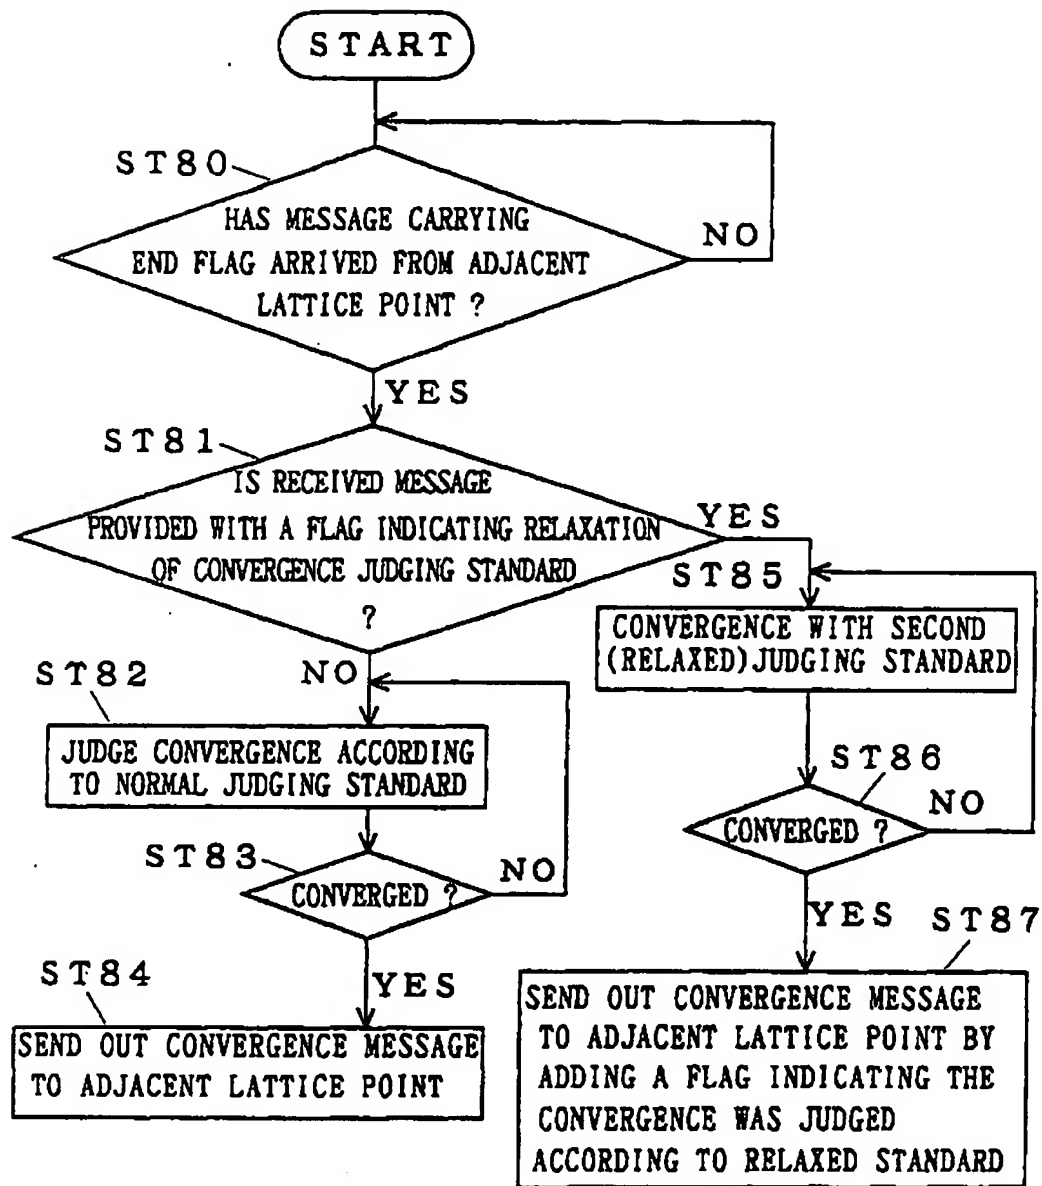 START
ST80
HAS MESSAGE CARRYING
END FLAG ARRIVED FROM ADJACENT
LATTICE POINT ?
NO
YES
ST81
IS RECEIVED MESSAGE
PROVIDED WITH A FLAG INDICATING RELAXATION
OF CONVERGENCE JUDGING STANDARD
?
YES
NO
ST82
JUDGE CONVERGENCE ACCORDING
TO NORMAL JUDGING STANDARD
ST83
CONVERGED ?
NO
YES
ST84
SEND OUT CONVERGENCE MESSAGE
TO ADJACENT LATTICE POINT
ST85
CONVERGENCE WITH SECOND
(RELAXED)JUDGING STANDARD
ST86
CONVERGED ?
NO
YES
ST87
SEND OUT CONVERGENCE MESSAGE
TO ADJACENT LATTICE POINT BY
ADDING A FLAG INDICATING THE
CONVERGENCE WAS JUDGED
ACCORDING TO RELAXED STANDARD